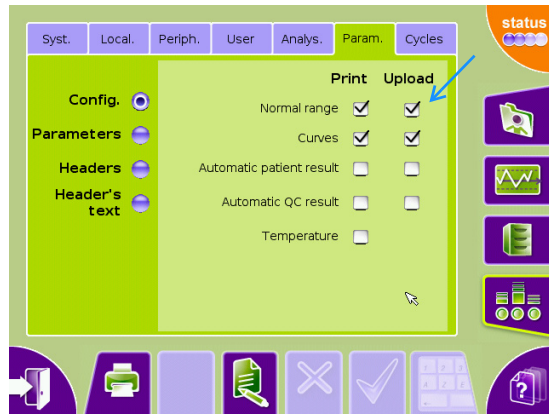 status
Syst. Local. Periph. User Analys. Param. Cycles
Print Upload
Config.
Normal range
Parameters
Curves
Headers
Automatic patient result
Header's
text
Automatic QC result
Temperature
?